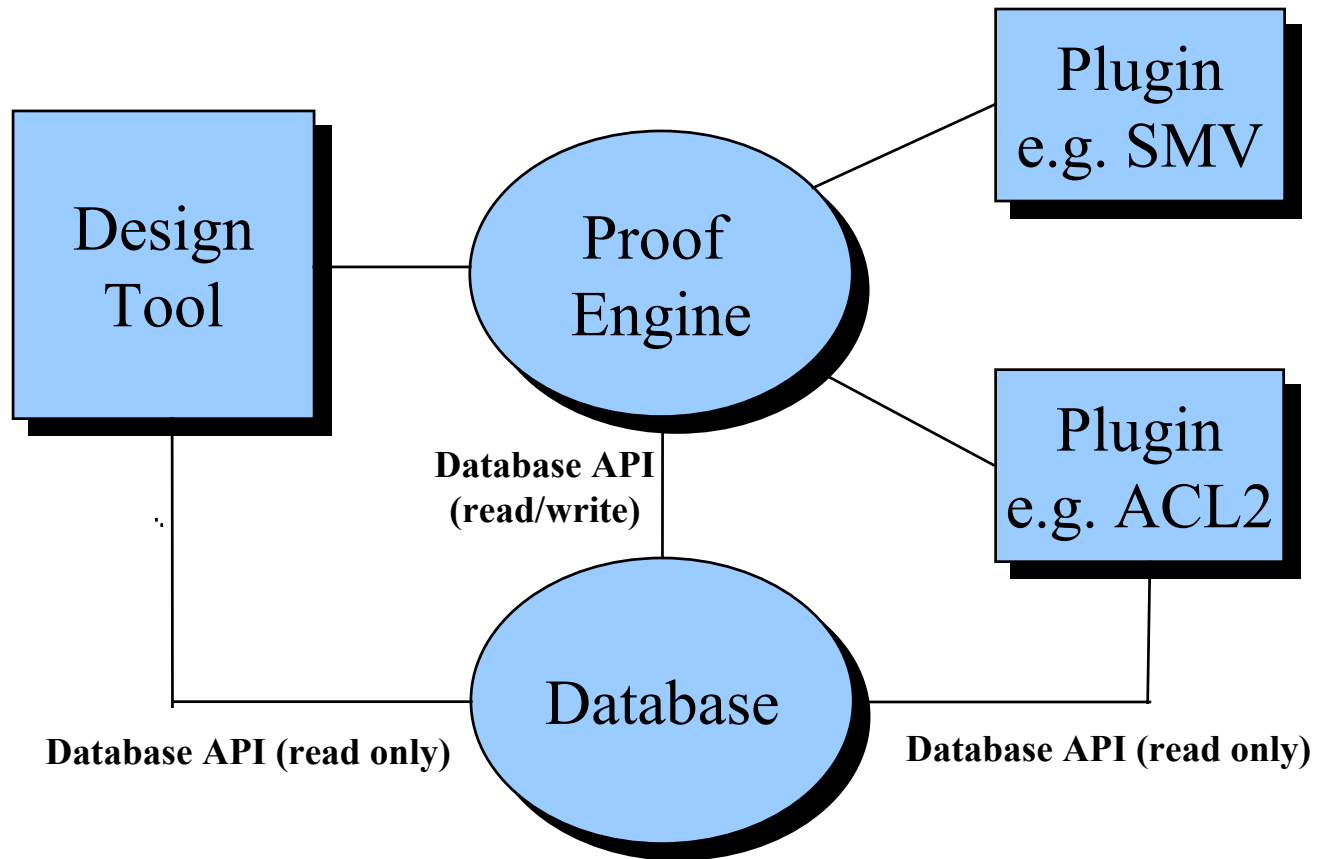 Plugin
e.g. SMV
Design
Tool
Proof
Engine
Plugin
e.g. ACL2
Database API
(read/write)
Database
Database API (read only)
Database API (read only)